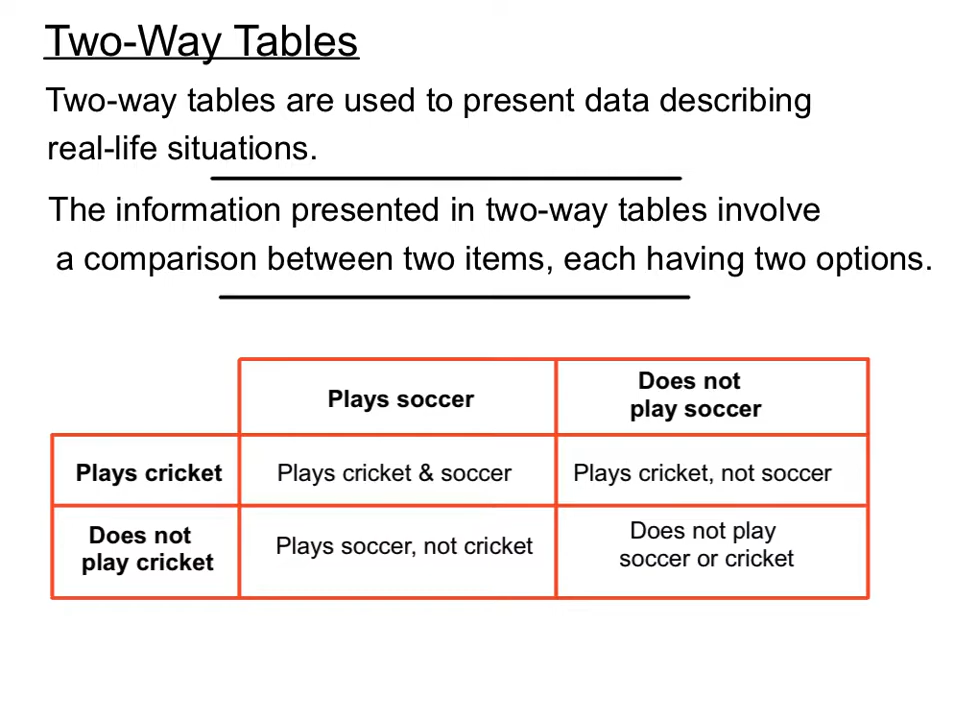 Two-Way Tables
Two-way tables are used to present data describing
real-life situations.
The information presented in two-way tables involve
a comparison between two items, each having two options.
Plays soccer
Does not
play soccer
Plays cricket
Plays cricket & soccer
Plays cricket, not soccer
Does not
play cricket
Plays soccer, not cricket
Does not play
soccer or cricket